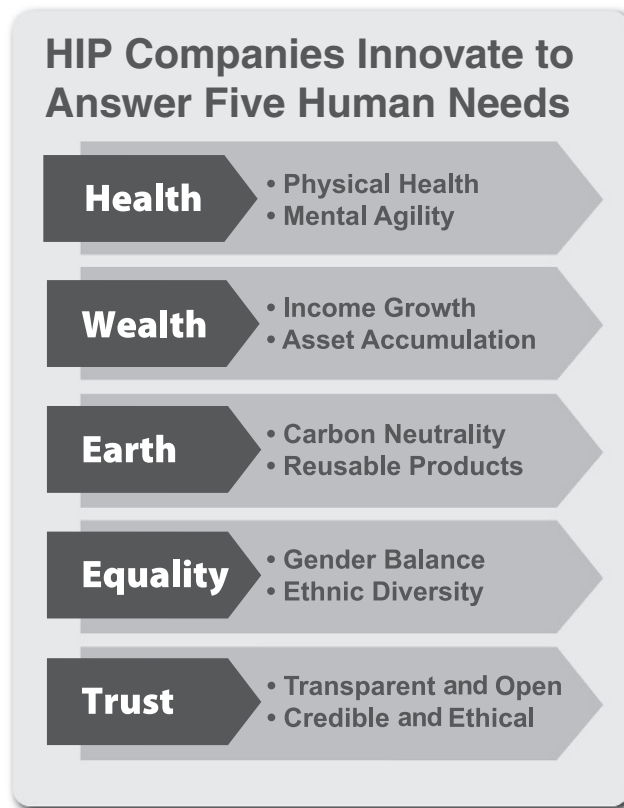 HIP Companies Innovate to
Answer Five Human Needs
Health
• Physical Health
• Mental Agility
Wealth
• Income Growth
• Asset Accumulation
Earth
• Carbon Neutrality
• Reusable Products
Equality
• Gender Balance
• Ethnic Diversity
Trust
• Transparent and Open
• Credible and Ethical